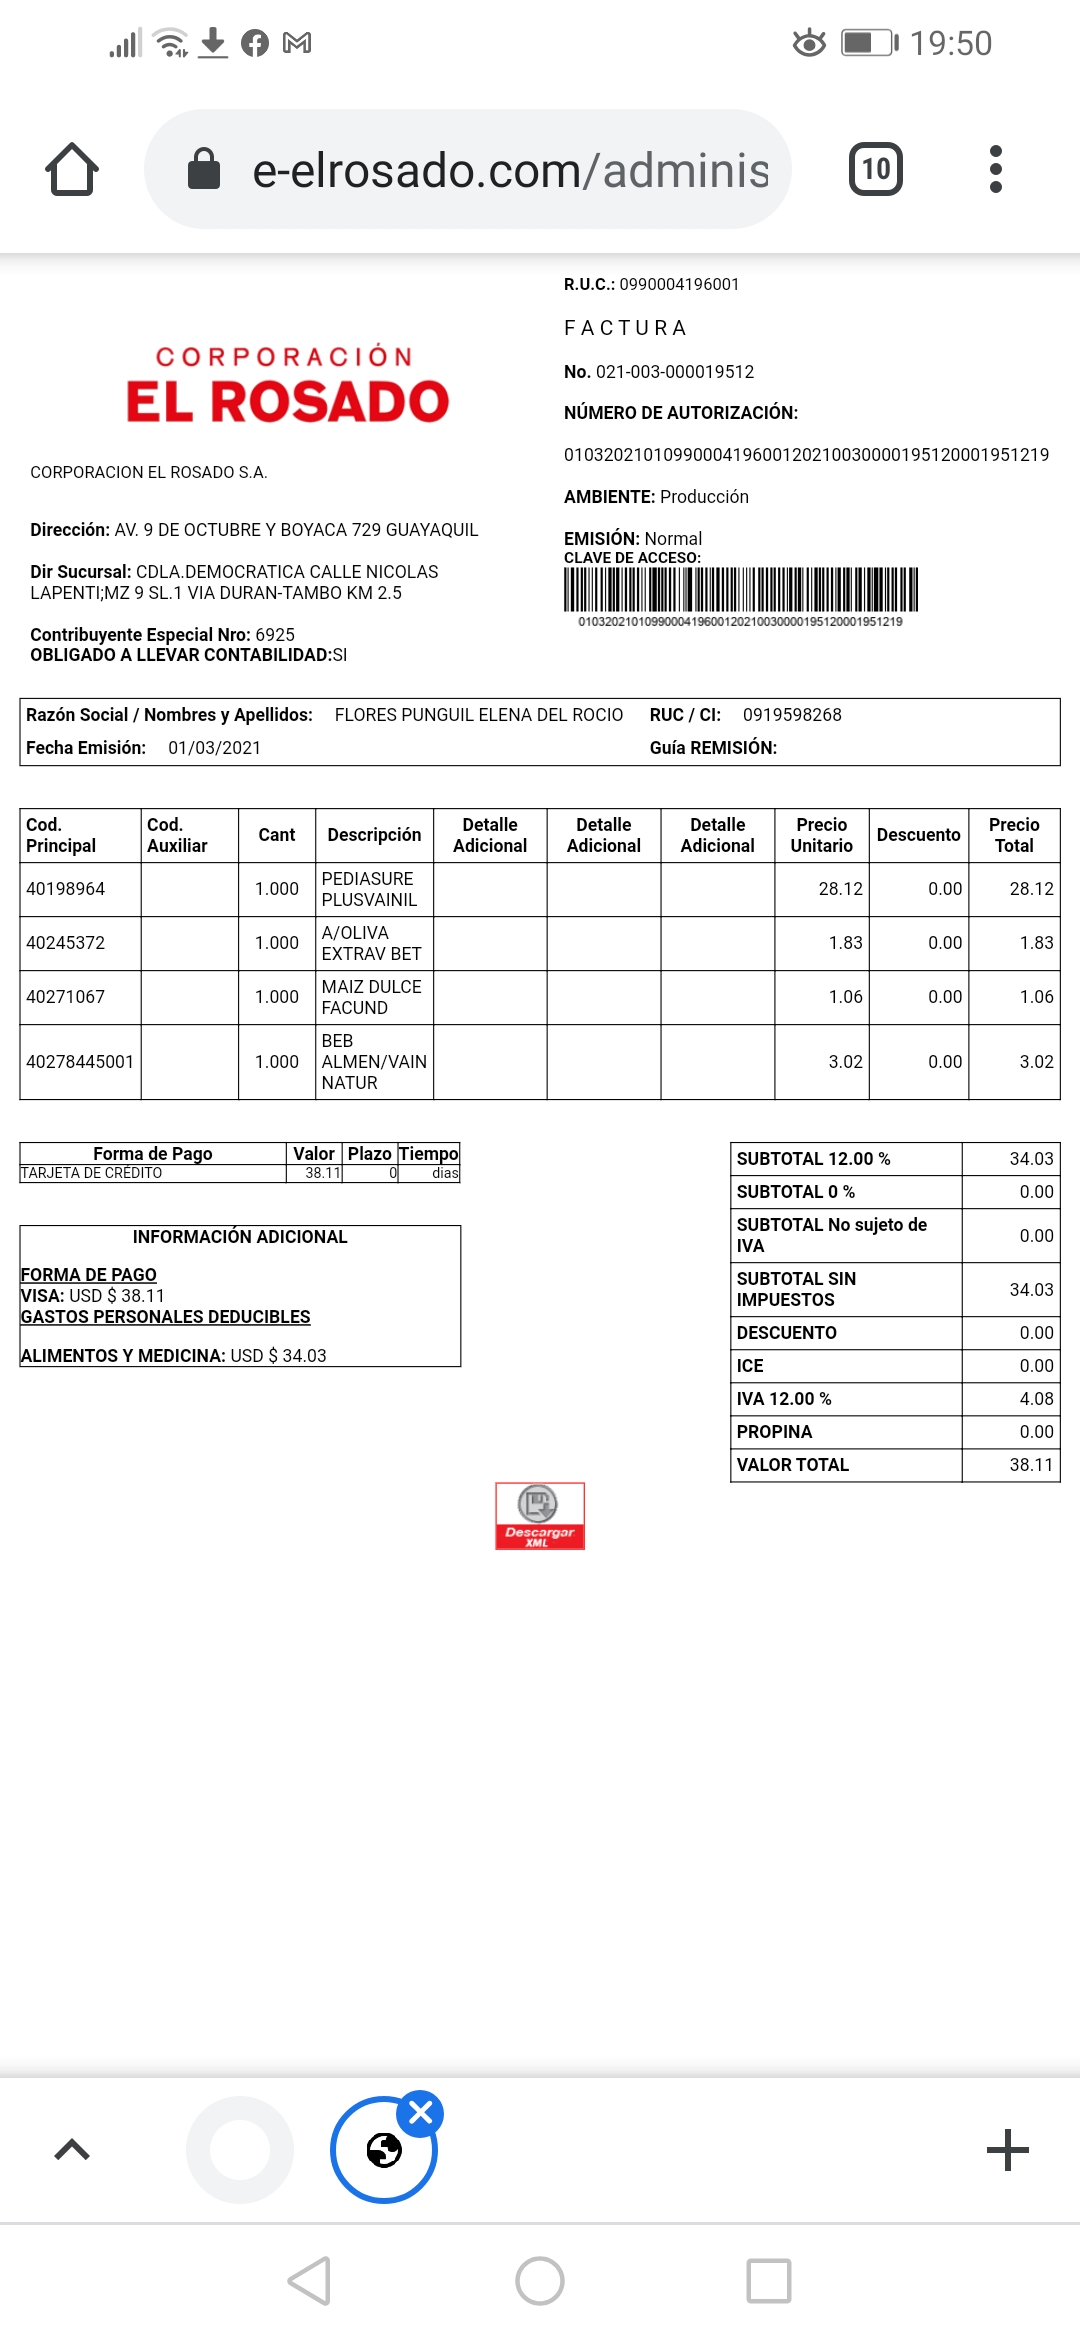 19:50
e-elrosado.com/adminis
10
R.U.C.: 0990004196001
F A C T U R A
No. 021-003-000019512
NÚMERO DE AUTORIZACIÓN:
0103202101099000419600120210030000195120001951219
AMBIENTE: Producción
EMISIÓN: Normal
CLAVE DE ACCESO:
0103202101099000419600120210030000195120001951219
CORPORACIÓN
EL ROSADO
CORPORACION EL ROSADO S.A.
Dirección: AV. 9 DE OCTUBRE Y BOYACA 729 GUAYAQUIL
Dir Sucursal: CDLA.DEMOCRATICA CALLE NICOLAS
LAPENTI;MZ 9 SL.1 VIA DURAN-TAMBO KM 2.5
Contribuyente Especial Nro: 6925
OBLIGADO A LLEVAR CONTABILIDAD:SI
Razón Social / Nombres y Apellidos: FLORES PUNGUIL ELENA DEL ROCIO RUC / CI: 0919598268
Fecha Emisión: 01/03/2021 Guía REMISIÓN:
Cod. Principal Cod. Auxiliar Cant Descripción Detalle Adicional Detalle Adicional Detalle Adicional Precio Unitario Descuento Precio Total
40198964 1.000 PEDIASURE PLUSVAINIL 28.12 0.00 28.12
40245372 1.000 A/OLIVA EXTRAV BET 1.83 0.00 1.83
40271067 1.000 MAIZ DULCE FACUND 1.06 0.00 1.06
40278445001 1.000 BEB ALMEN/VAIN NATUR 3.02 0.00 3.02
Forma de Pago Valor Plazo Tiempo
TARJETA DE CRÉDITO 38.11 0 dias
INFORMACIÓN ADICIONAL
FORMA DE PAGO
VISA: USD $ 38.11
GASTOS PERSONALES DEDUCIBLES
ALIMENTOS Y MEDICINA: USD $ 34.03
SUBTOTAL 12.00 % 34.03
SUBTOTAL 0 % 0.00
SUBTOTAL No sujeto de IVA 0.00
SUBTOTAL SIN IMPUESTOS 34.03
DESCUENTO 0.00
ICE 0.00
IVA 12.00 % 4.08
PROPINA 0.00
VALOR TOTAL 38.11
Descargar
XML